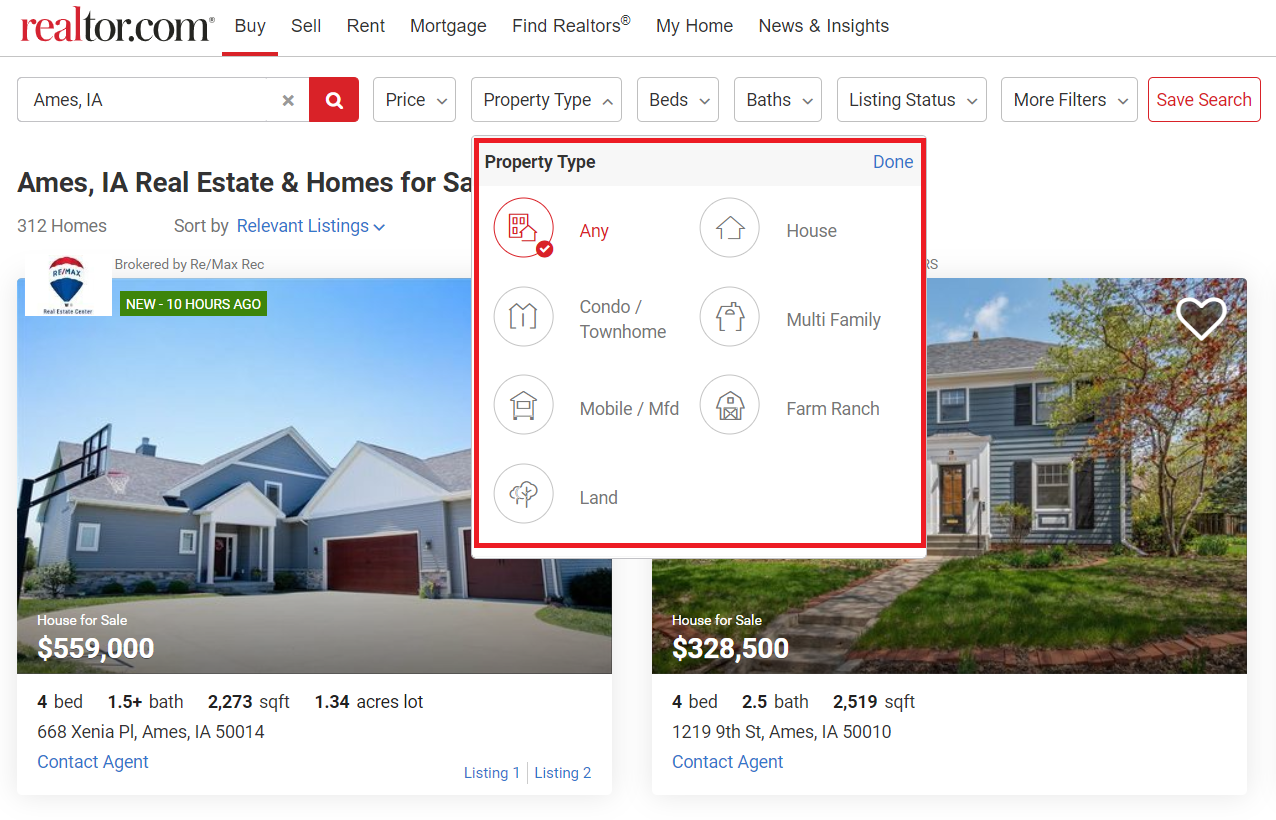 realtor.com®
Buy Sell Rent Mortgage Find Realtors® My Home News & Insights
Ames, IA Price Property Type Beds Baths Listing Status More Filters Save Search
Property Type Done
Ames, IA Real Estate & Homes for Sa
312 Homes Sort by Relevant Listings
Any House
Condo / Townhome Multi Family
Mobile / Mfd Farm Ranch
Land
RE/MAX
Real Estate Center
Brokered by Re/Max Rec
RS
NEW - 10 HOURS AGO
House for Sale
$559,000
4 bed 1.5+ bath 2,273 sqft 1.34 acres lot
668 Xenia Pl, Ames, IA 50014
Contact Agent
Listing 1 Listing 2
House for Sale
$328,500
4 bed 2.5 bath 2,519 sqft
1219 9th St, Ames, IA 50010
Contact Agent